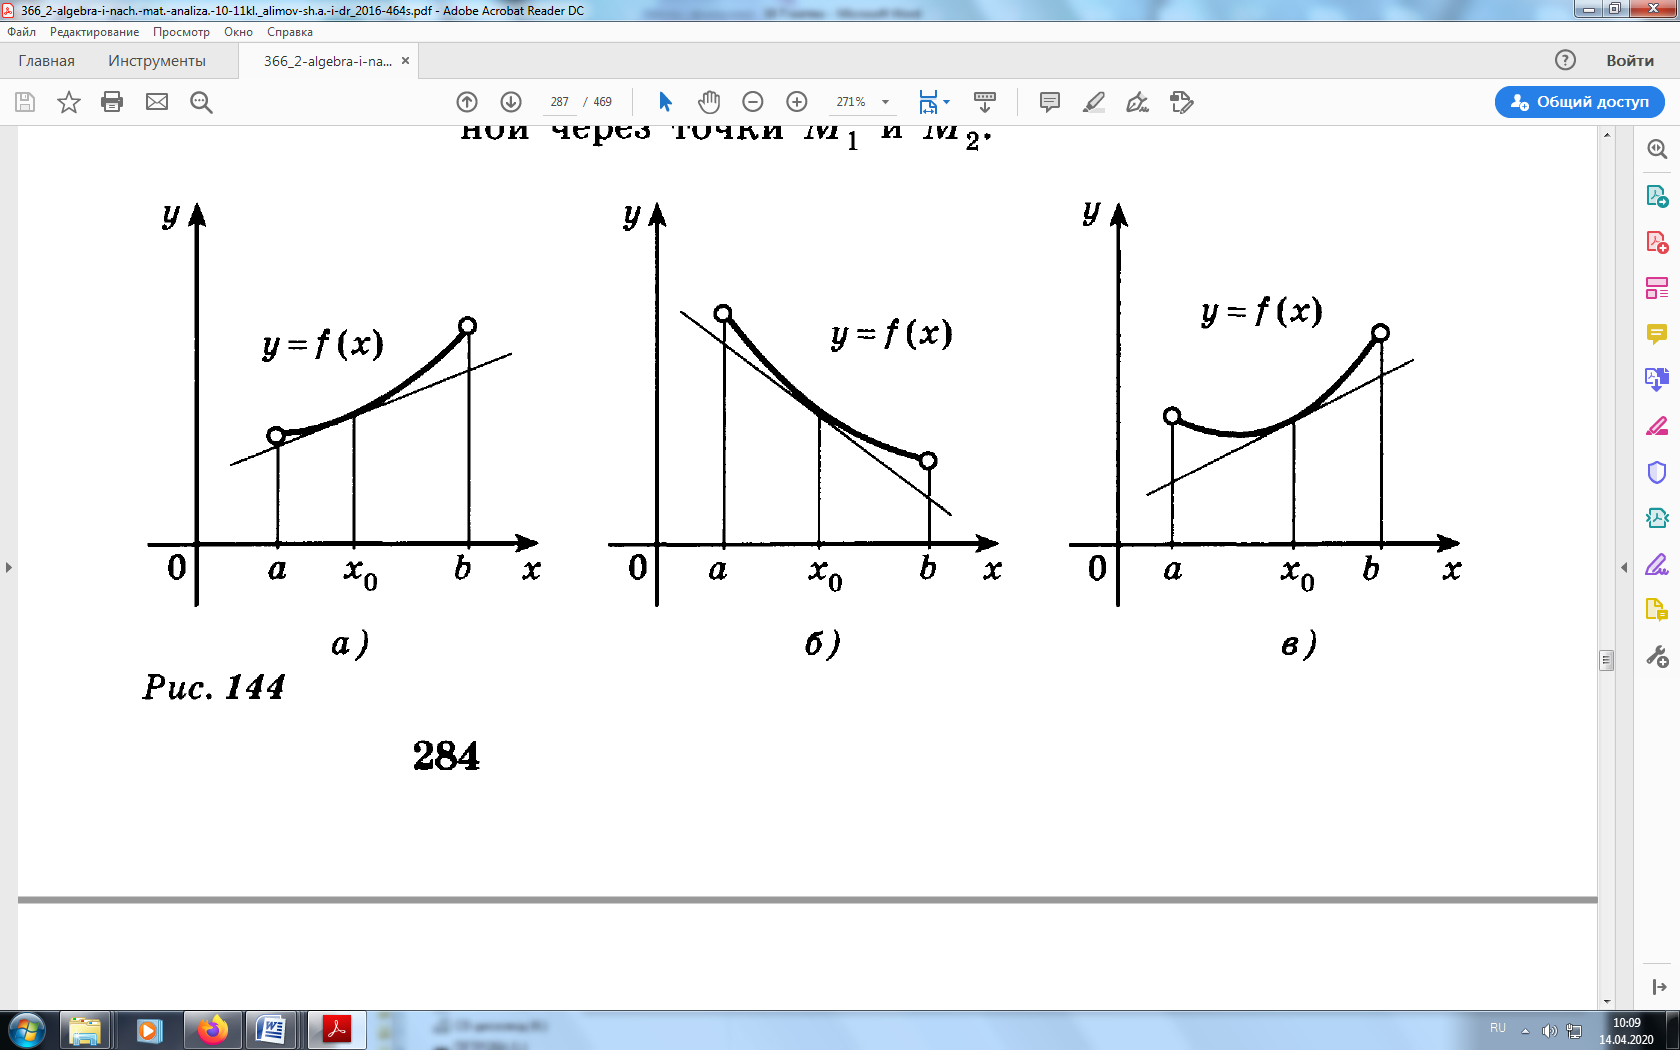 366_2-algebra-i-nach.-mat.-analiza.-10-11kl._alimov-sh.a.-i-dr_2016-464s.pdf - Adobe Acrobat Reader DC
Файл Редактирование Просмотр Окно Справка
Главная Инструменты 366_2-algebra-i-na... × Войти
287 / 469 271% Общий доступ
ной через точки M1 и M2.
y y y
y = f(x) y = f(x) y = f(x)
0 a x0 b x 0 a x0 b x 0 a x0 b x
а) б) в)
Рис. 144
284
RU 10:09
14.04.2020